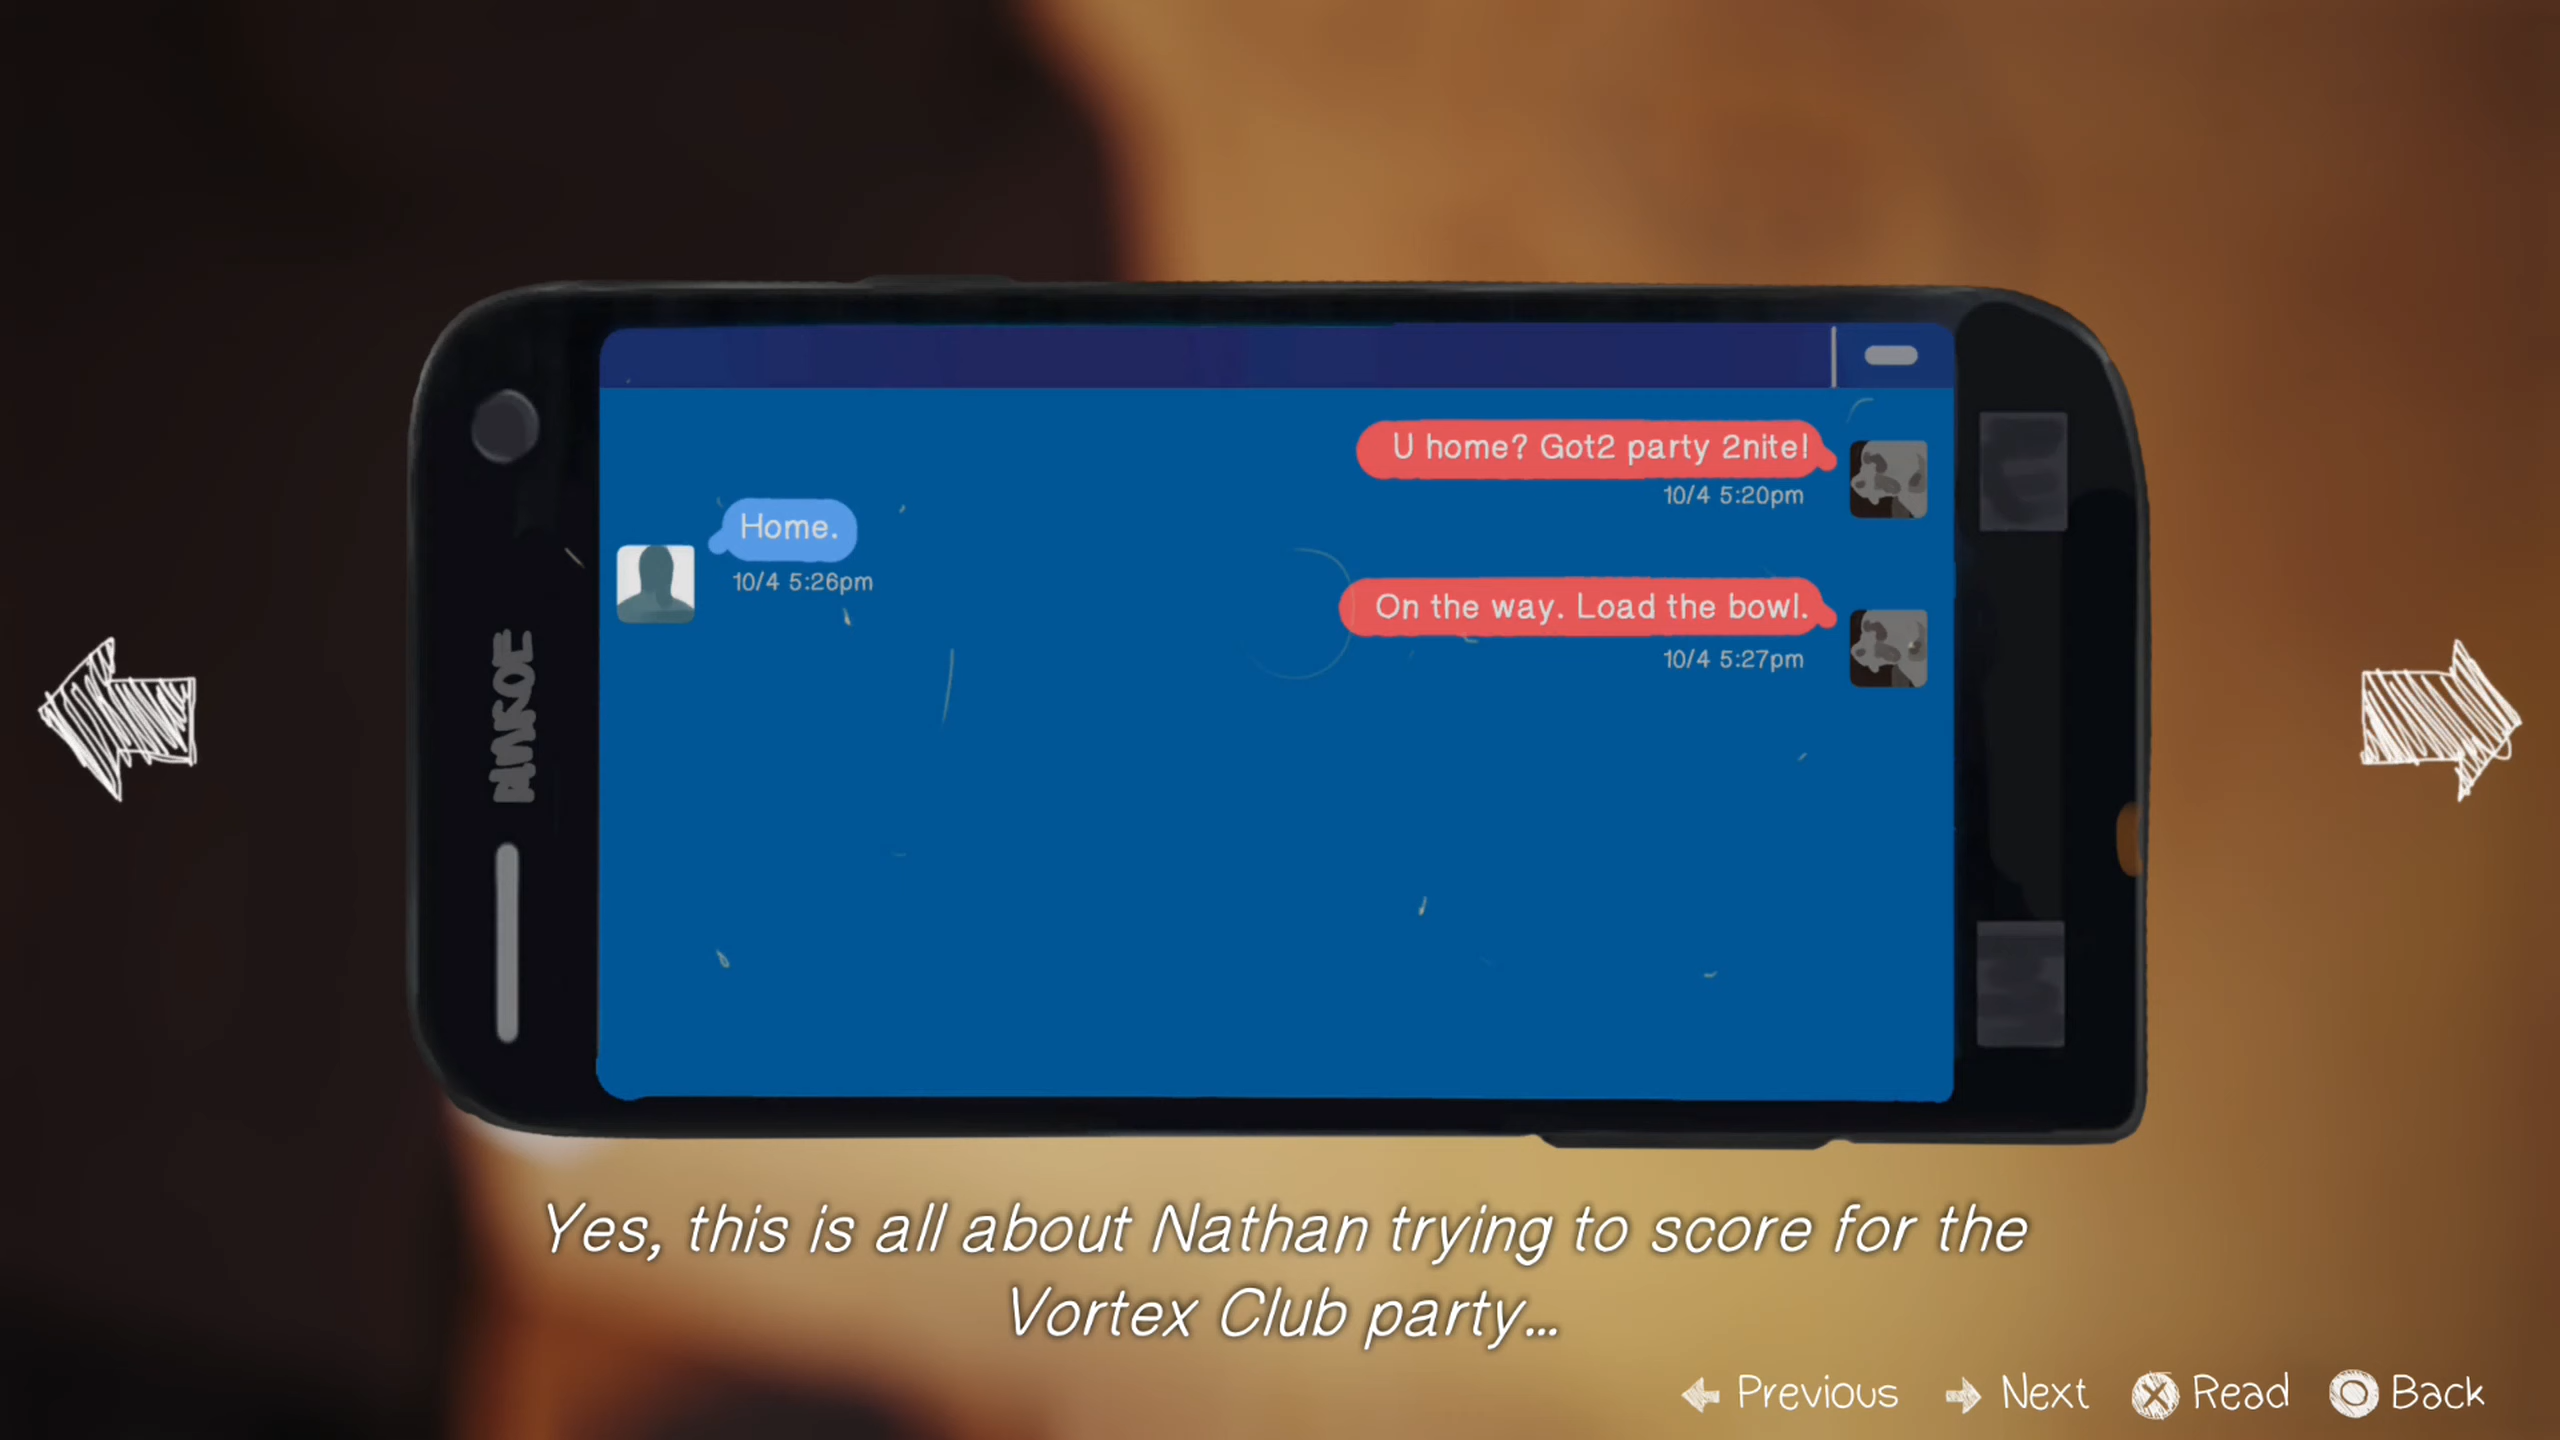 U home? Got2 party 2nite!
10/4 5:20pm
Home.
10/4 5:26pm
On the way. Load the bowl.
10/4 5:27pm
Yes, this is all about Nathan trying to score for the
Vortex Club party...
Previous Next Read Back